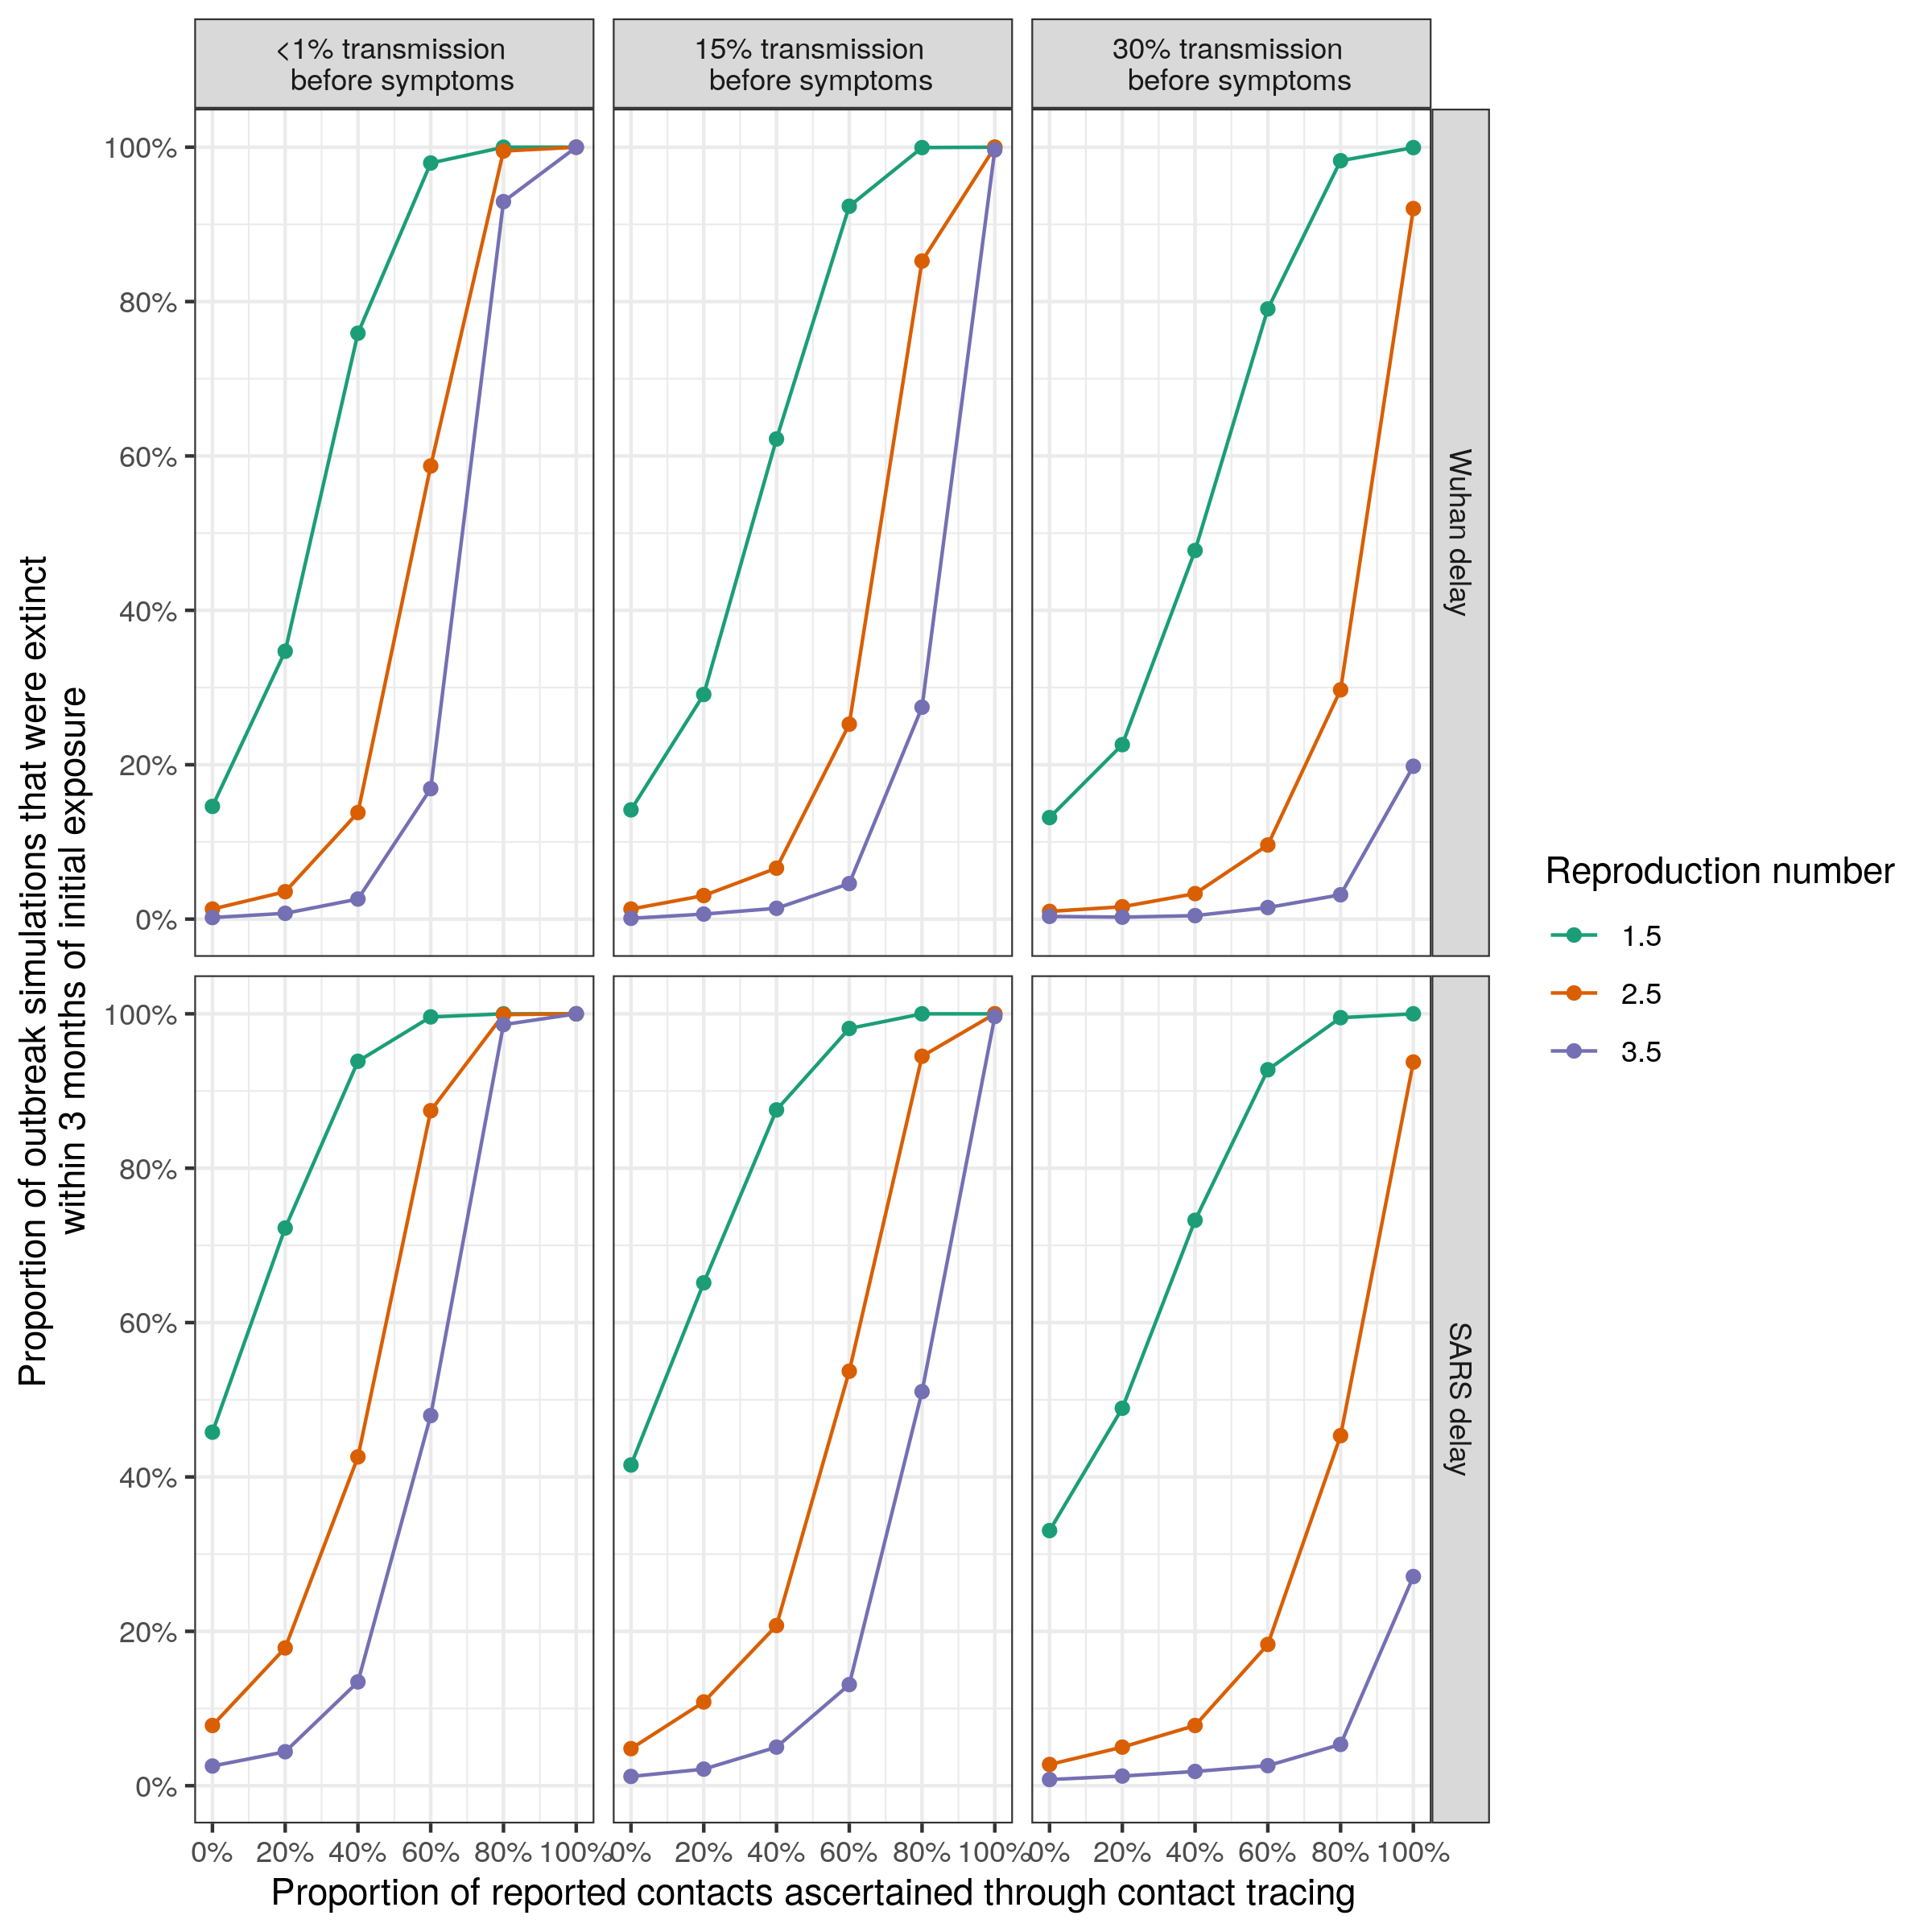 <1% transmission
before symptoms
15% transmission
before symptoms
30% transmission
before symptoms
100%
80%
60%
40%
20%
0%
Wuhan delay
100%
80%
60%
40%
20%
0%
SARS delay
0% 20% 40% 60% 80% 100%
0% 20% 40% 60% 80% 100%
0% 20% 40% 60% 80% 100%
Proportion of reported contacts ascertained through contact tracing
Proportion of outbreak simulations that were extinct
within 3 months of initial exposure
Reproduction number
1.5
2.5
3.5